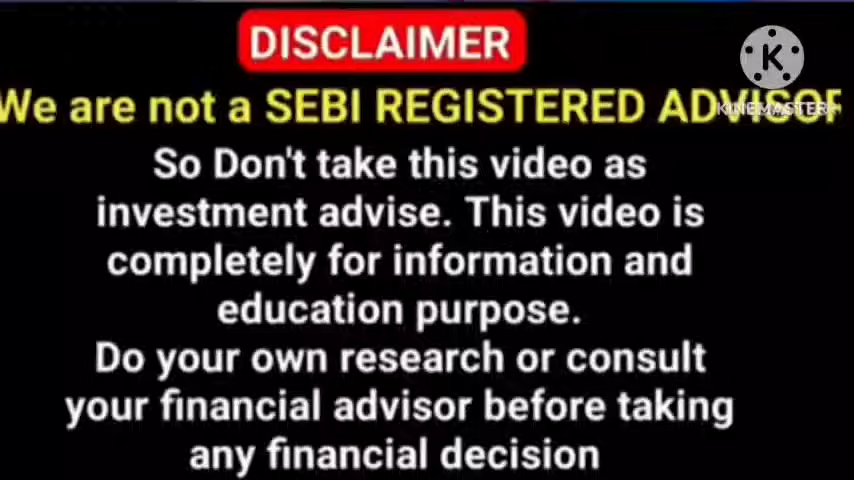 DISCLAIMER
K
KINEMASTER
We are not a SEBI REGISTERED ADVISOR
So Don't take this video as
investment advise. This video is
completely for information and
education purpose.
Do your own research or consult
your financial advisor before taking
any financial decision